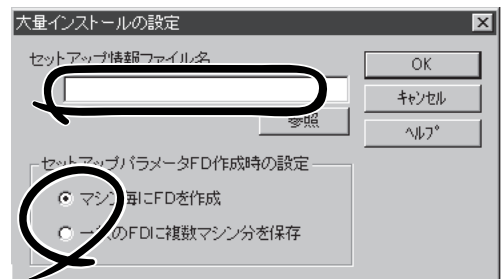 大量インストールの設定
セットアップ情報ファイル名
OK
キャンセル
参照
ヘルプ
セットアップパラメータFD作成時の設定
マシン毎にFDを作成
一枚のFDに複数マシン分を保存